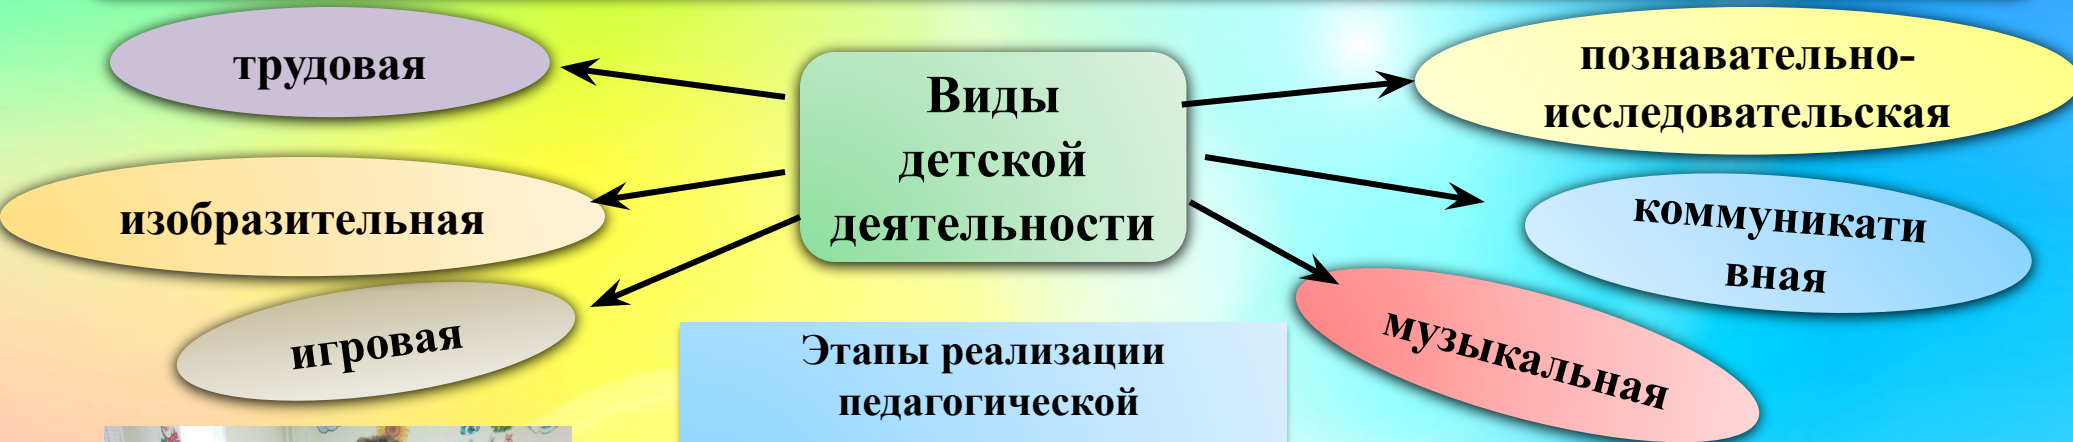 трудовая
изобразительная
игровая
Виды
детской
деятельности
познавательно-
исследовательская
коммуникати
вная
музыкальная
Этапы реализации
педагогической